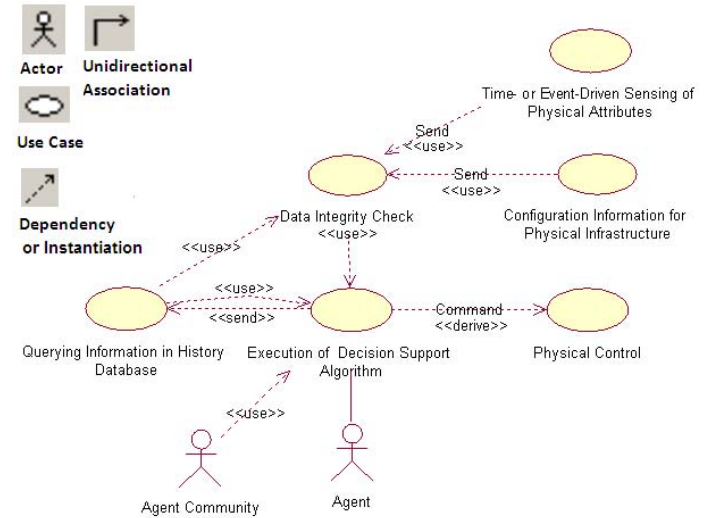 Actor
Unidirectional
Association
Use Case
Dependency
or Instantiation
Time- or Event-Driven Sensing of
Physical Attributes
Send
<<use>>
Send
<<use>>
Data Integrity Check
<<use>>
Configuration Information for
Physical Infrastructure
<<use>>
<<use>>
<<send>>
Command
<<derive>>
Querying Information in History
Database
Execution of Decision Support
Algorithm
Physical Control
<<use>>
Agent Community
Agent